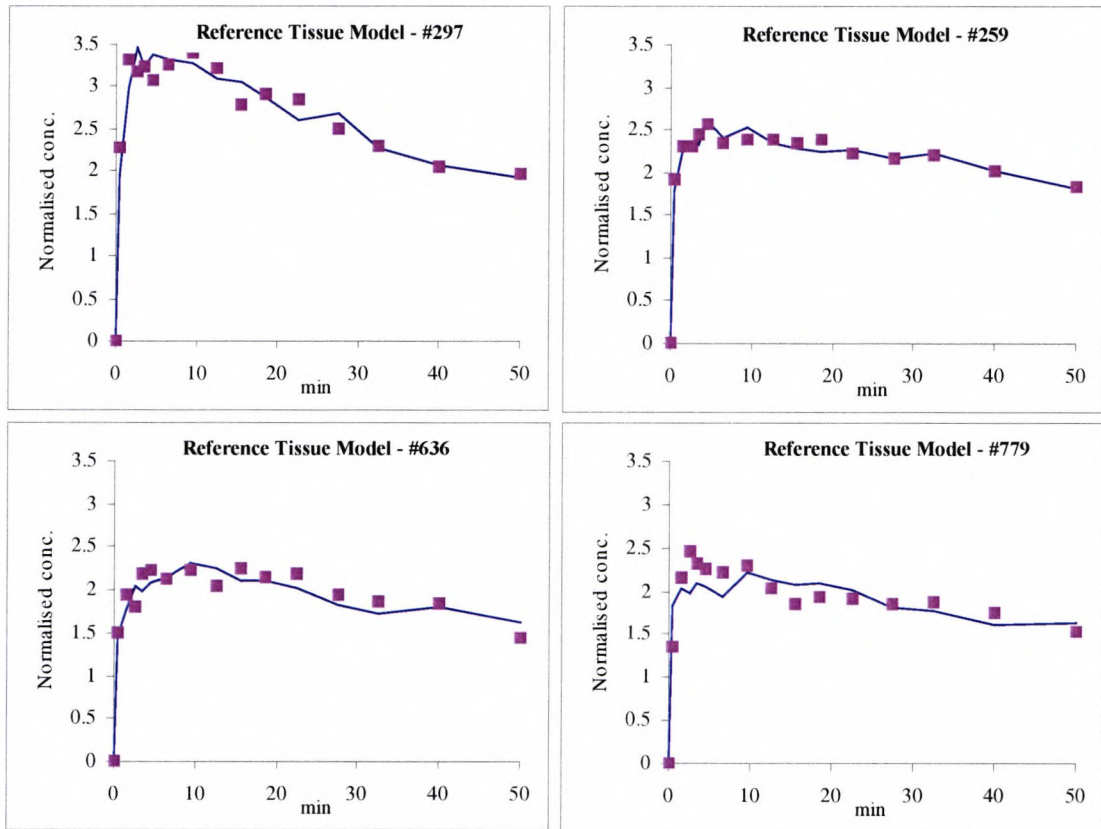 Reference Tissue Model - #297
Normalised conc.
3.5
3
2.5
2
1.5
1
0.5
0
0 10 20 30 40 50
min
Reference Tissue Model - #259
Normalised conc.
3.5
3
2.5
2
1.5
1
0.5
0
0 10 20 30 40 50
min
Reference Tissue Model - #636
Normalised conc.
3.5
3
2.5
2
1.5
1
0.5
0
0 10 20 30 40 50
min
Reference Tissue Model - #779
Normalised conc.
3.5
3
2.5
2
1.5
1
0.5
0
0 10 20 30 40 50
min